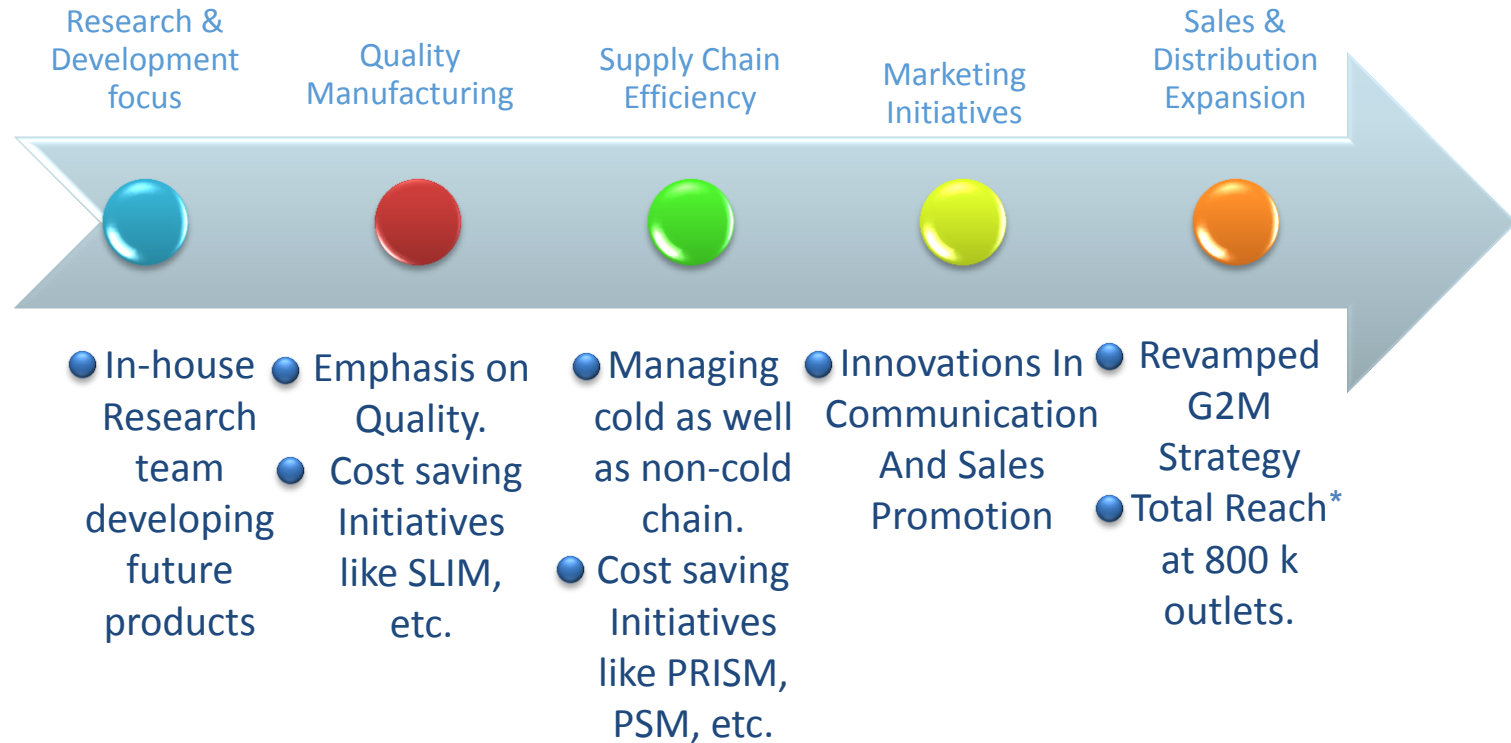 Research &
Development
focus
Quality
Manufacturing
Supply Chain
Efficiency
Marketing
Initiatives
Sales &
Distribution
Expansion
In-house
Research
team
developing
future
products
Emphasis on
Quality.
Cost saving
Initiatives
like SLIM,
etc.
Managing
cold as well
as non-cold
chain.
Cost saving
Initiatives
like PRISM,
PSM, etc.
Innovations In
Communication
And Sales
Promotion
Revamped
G2M
Strategy
Total Reach*
at 800 k
outlets.